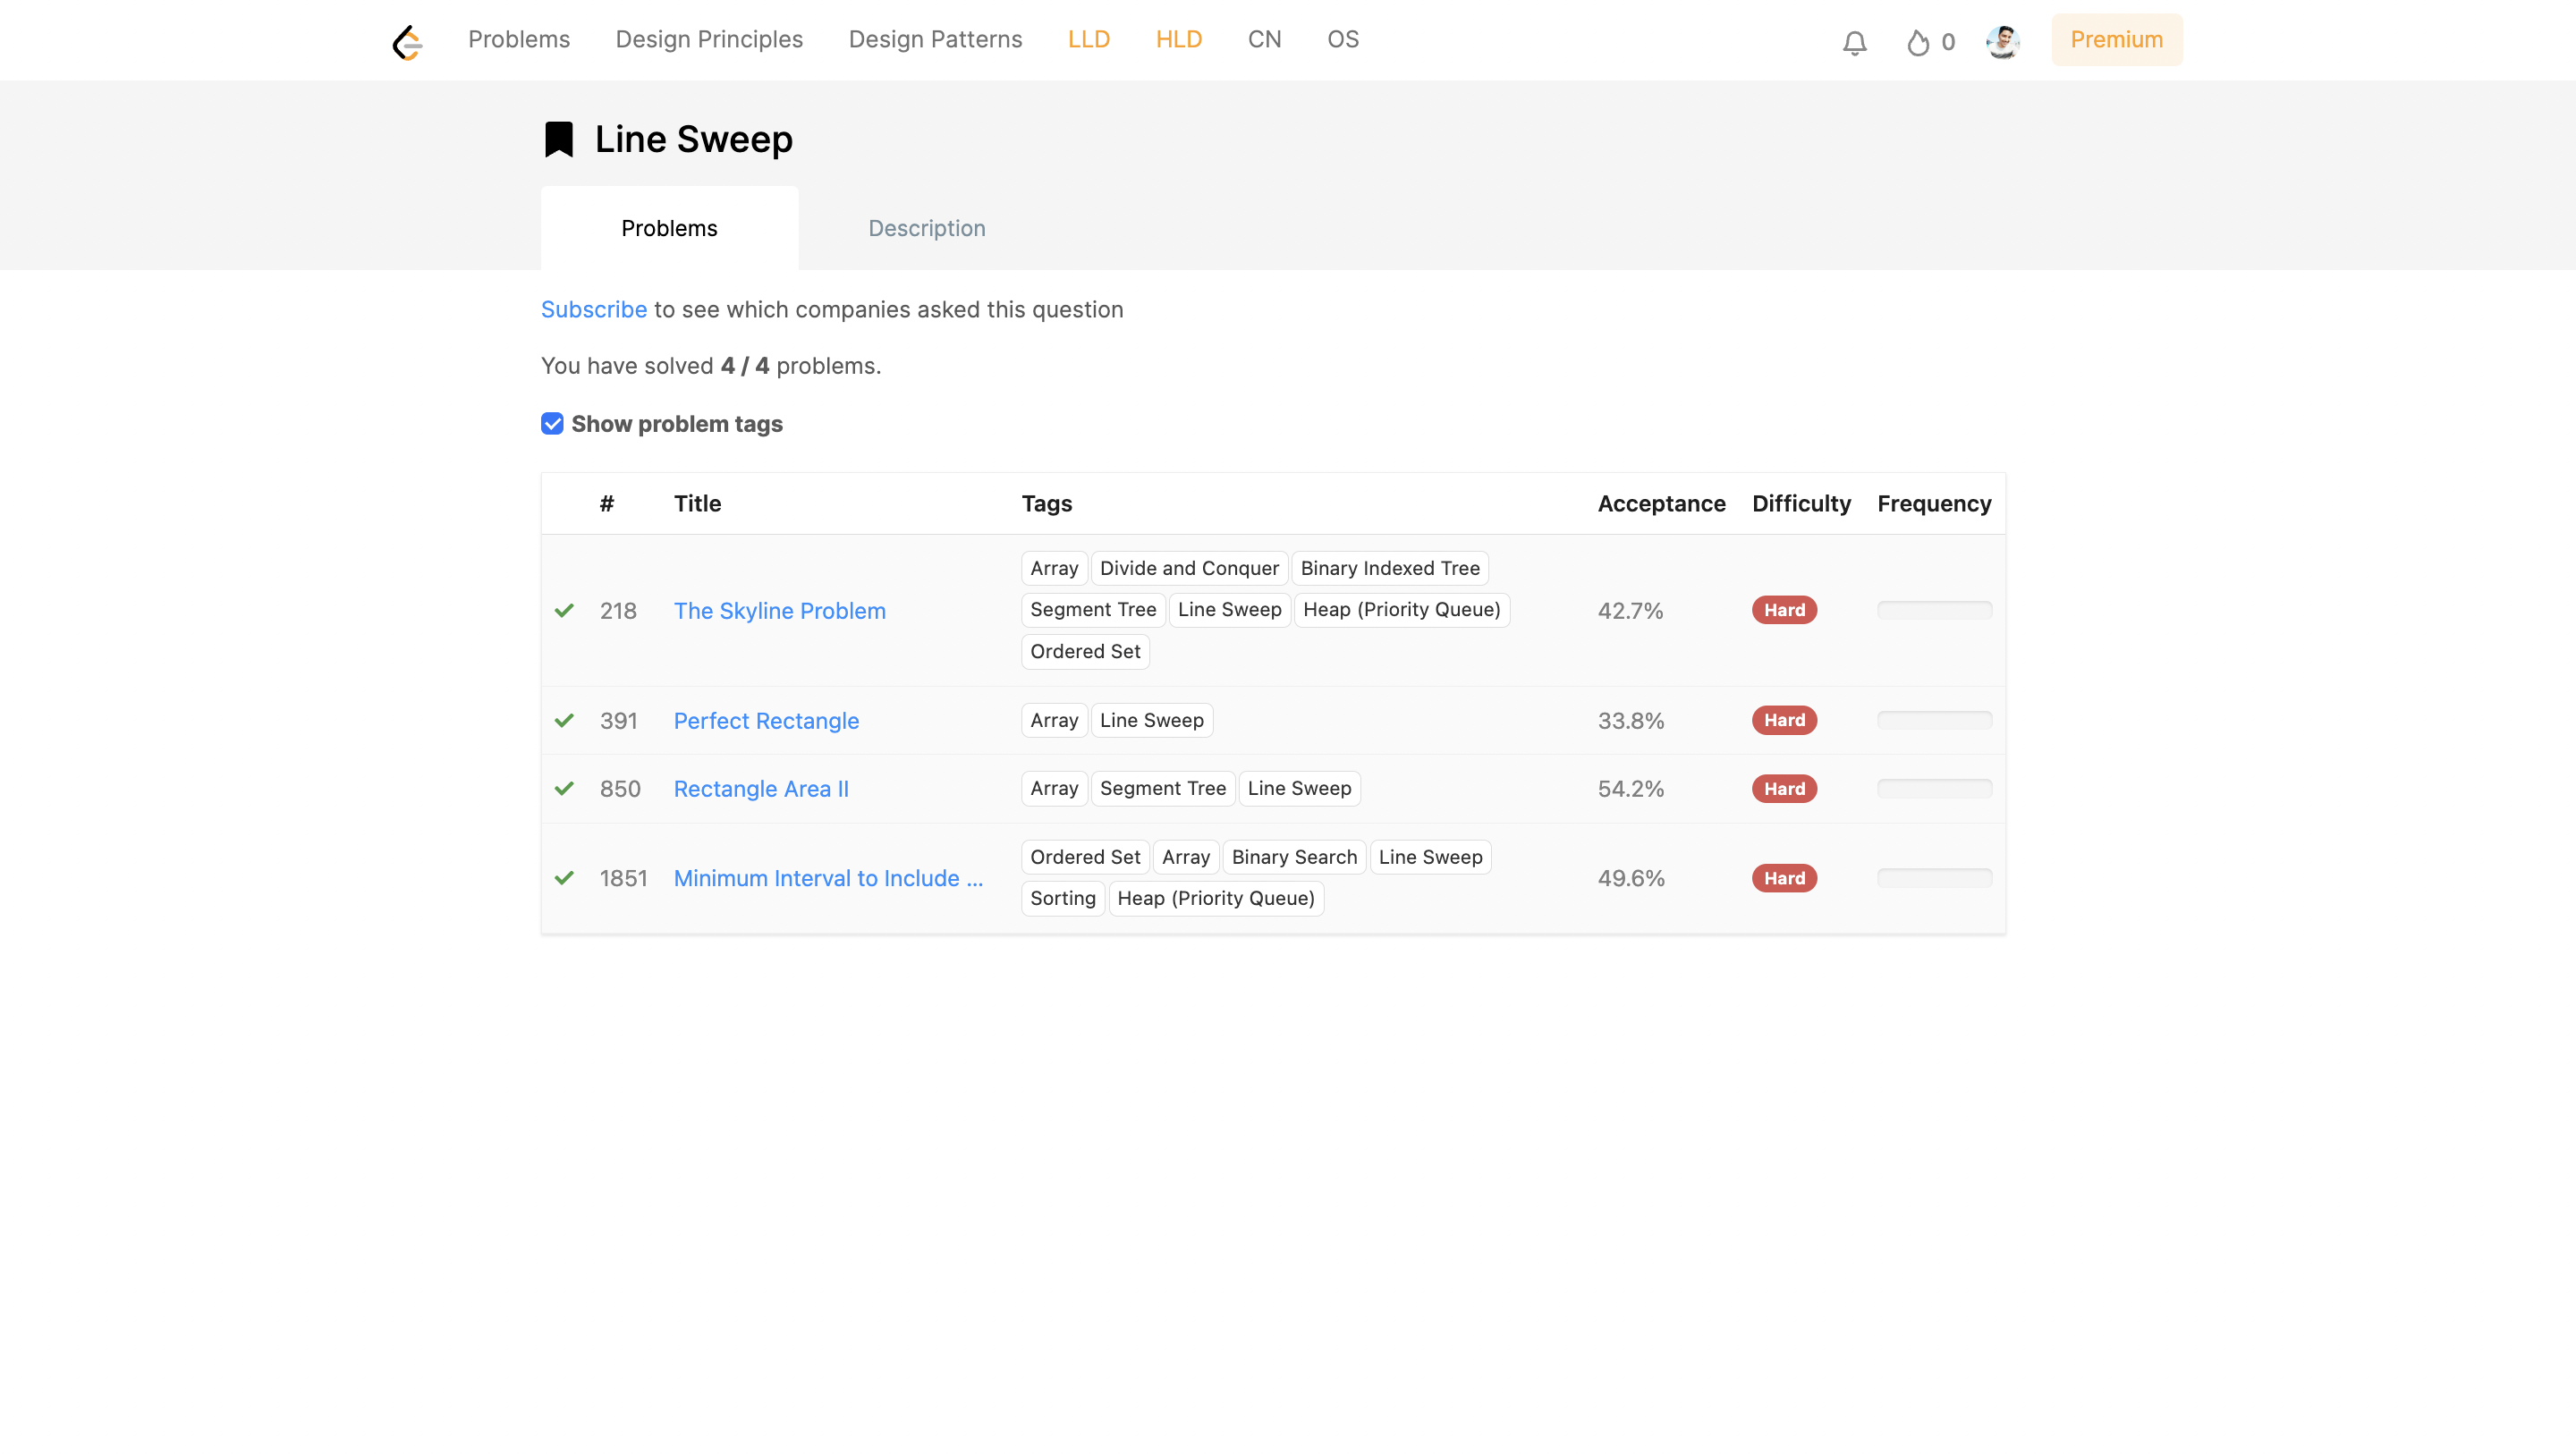 Problems Design Principles Design Patterns LLD HLD CN OS 0 Premium
Line Sweep
Problems Description
Subscribe to see which companies asked this question
You have solved 4 / 4 problems.
Show problem tags
# Title Tags Acceptance Difficulty Frequency
Array Divide and Conquer Binary Indexed Tree
218 The Skyline Problem Segment Tree Line Sweep Heap (Priority Queue) 42.7% Hard
Ordered Set
391 Perfect Rectangle Array Line Sweep 33.8% Hard
850 Rectangle Area II Array Segment Tree Line Sweep 54.2% Hard
Ordered Set Array Binary Search Line Sweep
1851 Minimum Interval to Include ... 49.6% Hard
Sorting Heap (Priority Queue)